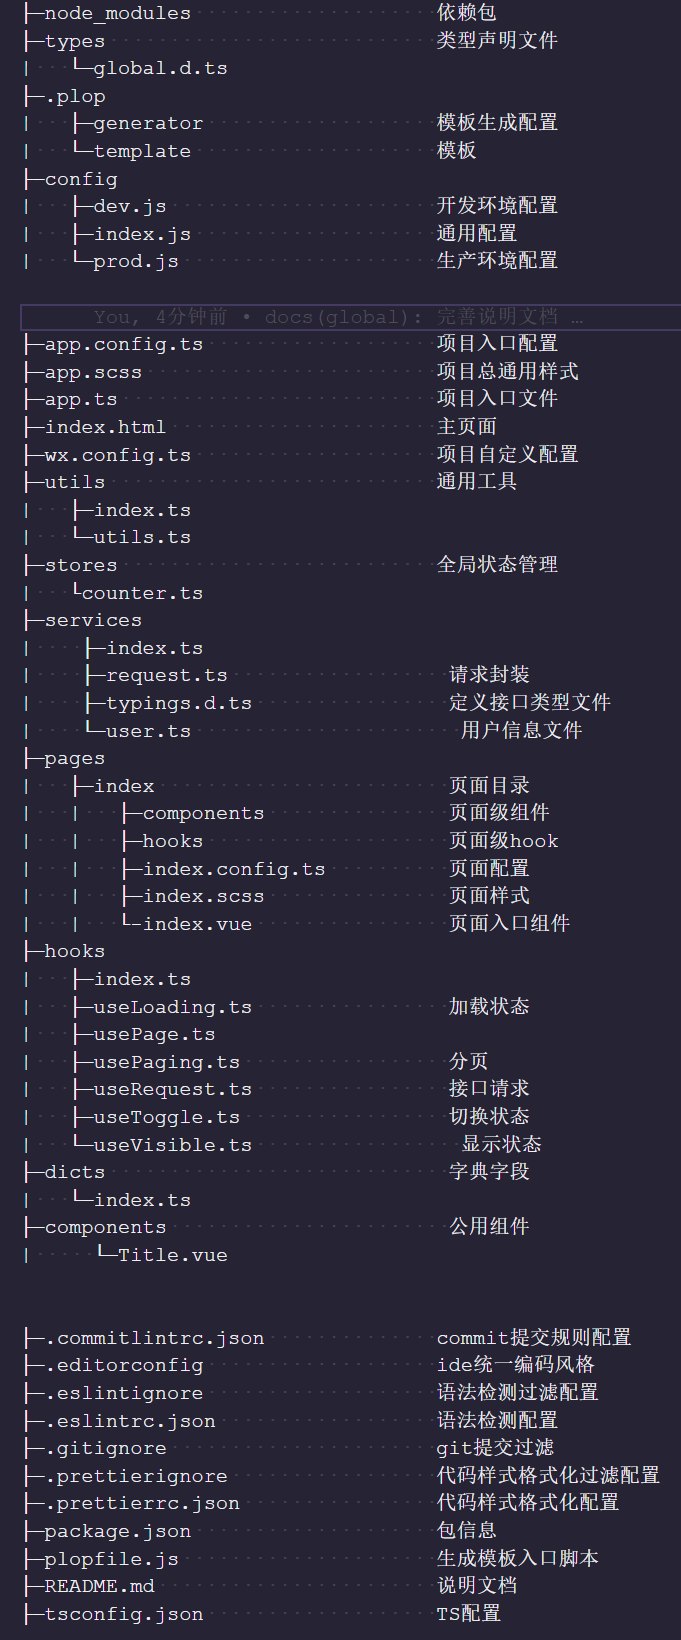 ├─node_modules 依赖包
├─types 类型声明文件
| └─global.d.ts
├─.plop
| ├─generator 模板生成配置
| └─template 模板
├─config
| ├─dev.js 开发环境配置
| ├─index.js 通用配置
| └─prod.js 生产环境配置
You, 4分钟前 • docs(global): 完善说明文档 …
├─app.config.ts 项目入口配置
├─app.scss 项目总通用样式
├─app.ts 项目入口文件
├─index.html 主页面
├─wx.config.ts 项目自定义配置
├─utils 通用工具
| ├─index.ts
| └─utils.ts
├─stores 全局状态管理
| └counter.ts
├─services
| ├─index.ts
| ├─request.ts 请求封装
| ├─typings.d.ts 定义接口类型文件
| └─user.ts 用户信息文件
├─pages
| ├─index 页面目录
| | ├─components 页面级组件
| | ├─hooks 页面级hook
| | ├─index.config.ts 页面配置
| | ├─index.scss 页面样式
| | └-index.vue 页面入口组件
├─hooks
| ├─index.ts
| ├─useLoading.ts 加载状态
| ├─usePage.ts
| ├─usePaging.ts 分页
| ├─useRequest.ts 接口请求
| ├─useToggle.ts 切换状态
| └─useVisible.ts 显示状态
├─dicts 字典字段
| └─index.ts
├─components 公用组件
| └─Title.vue
├─.commitlintrc.json commit提交规则配置
├─.editorconfig ide统一编码风格
├─.eslintignore 语法检测过滤配置
├─.eslintrc.json 语法检测配置
├─.gitignore git提交过滤
├─.prettierignore 代码样式格式化过滤配置
├─.prettierrc.json 代码样式格式化配置
├─package.json 包信息
├─plopfile.js 生成模板入口脚本
├─README.md 说明文档
├─tsconfig.json TS配置